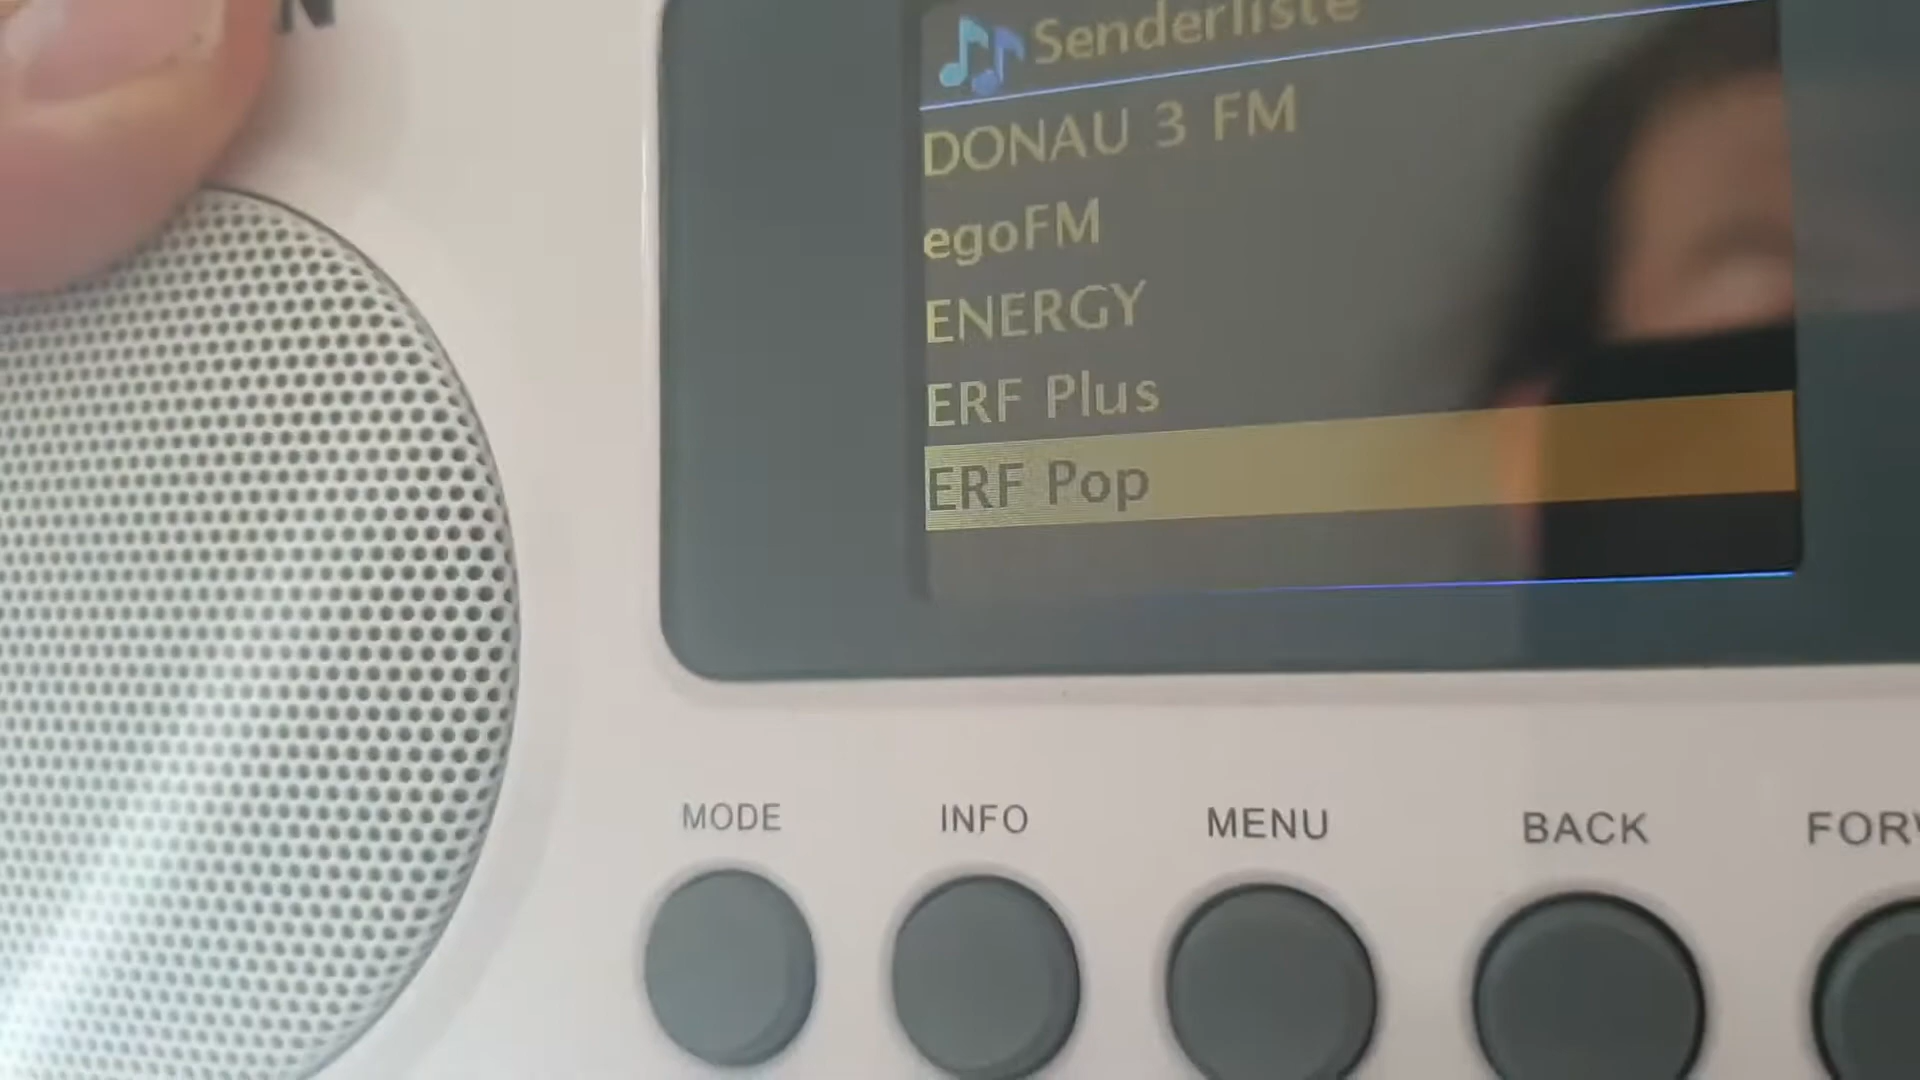 Senderliste
DONAU 3 FM
egoFM
ENERGY
ERF Plus
ERF Pop
MODE INFO MENU BACK